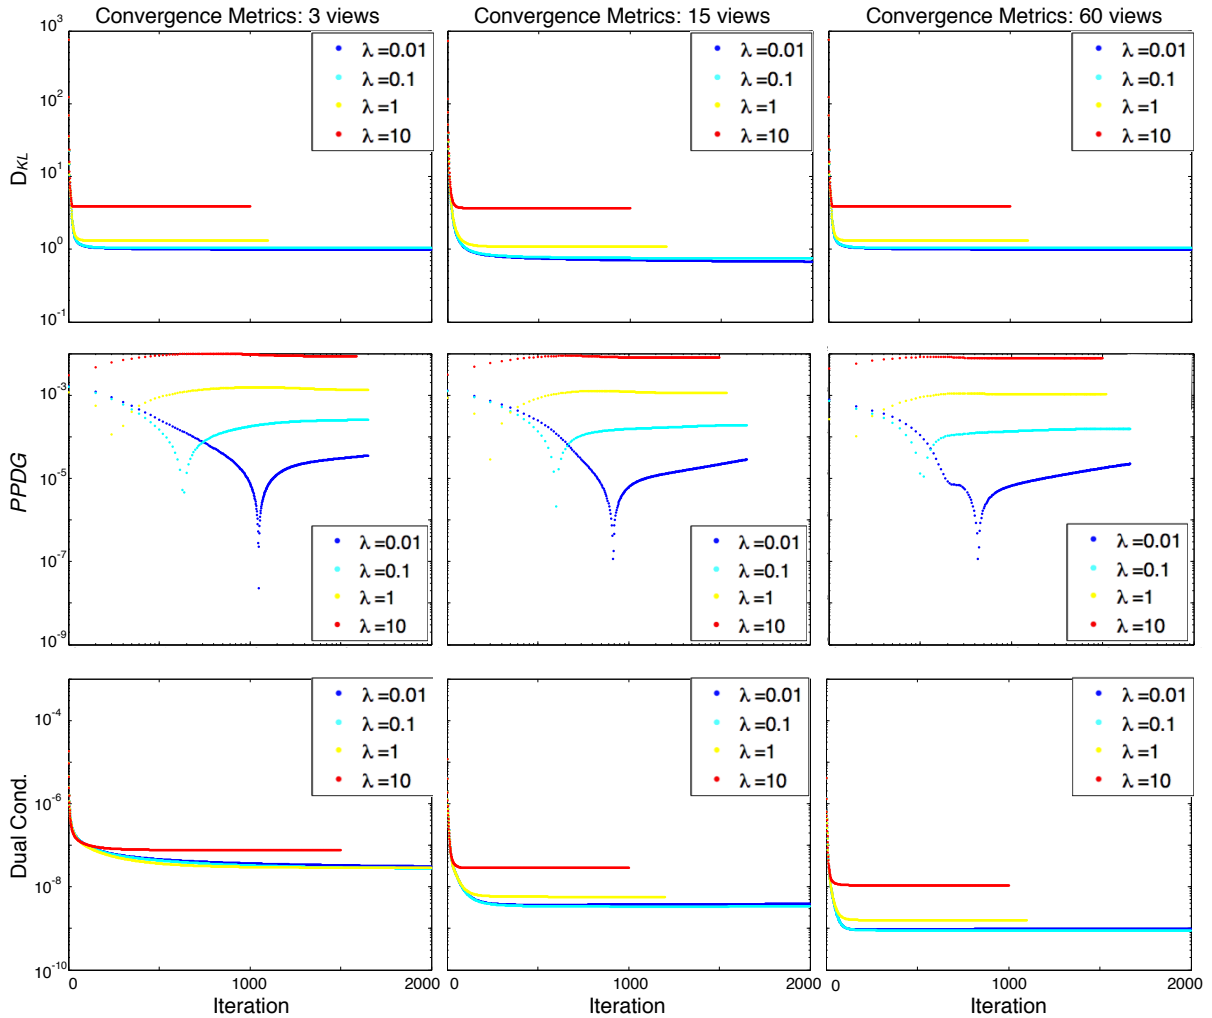 Convergence Metrics: 3 views
Convergence Metrics: 15 views
Convergence Metrics: 60 views
D_KL
10^3
10^2
10^1
10^0
10^-1
λ=0.01
λ=0.1
λ=1
λ=10
λ=0.01
λ=0.1
λ=1
λ=10
λ=0.01
λ=0.1
λ=1
λ=10
PPDG
10^-3
10^-5
10^-7
10^-9
λ=0.01
λ=0.1
λ=1
λ=10
λ=0.01
λ=0.1
λ=1
λ=10
λ=0.01
λ=0.1
λ=1
λ=10
Dual Cond.
10^-4
10^-6
10^-8
10^-10
λ=0.01
λ=0.1
λ=1
λ=10
λ=0.01
λ=0.1
λ=1
λ=10
λ=0.01
λ=0.1
λ=1
λ=10
0 1000 2000
0 1000 2000
0 1000 2000
Iteration
Iteration
Iteration